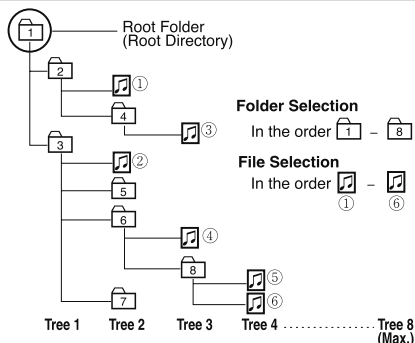 1 Root Folder
(Root Directory)
2
①
4
Folder Selection
③
In the order 1 – 8
3
②
File Selection
5
In the order –
① ⑥
6
④
8
⑤
⑥
7
Tree 1 Tree 2 Tree 3 Tree 4 ................ Tree 8
(Max.)